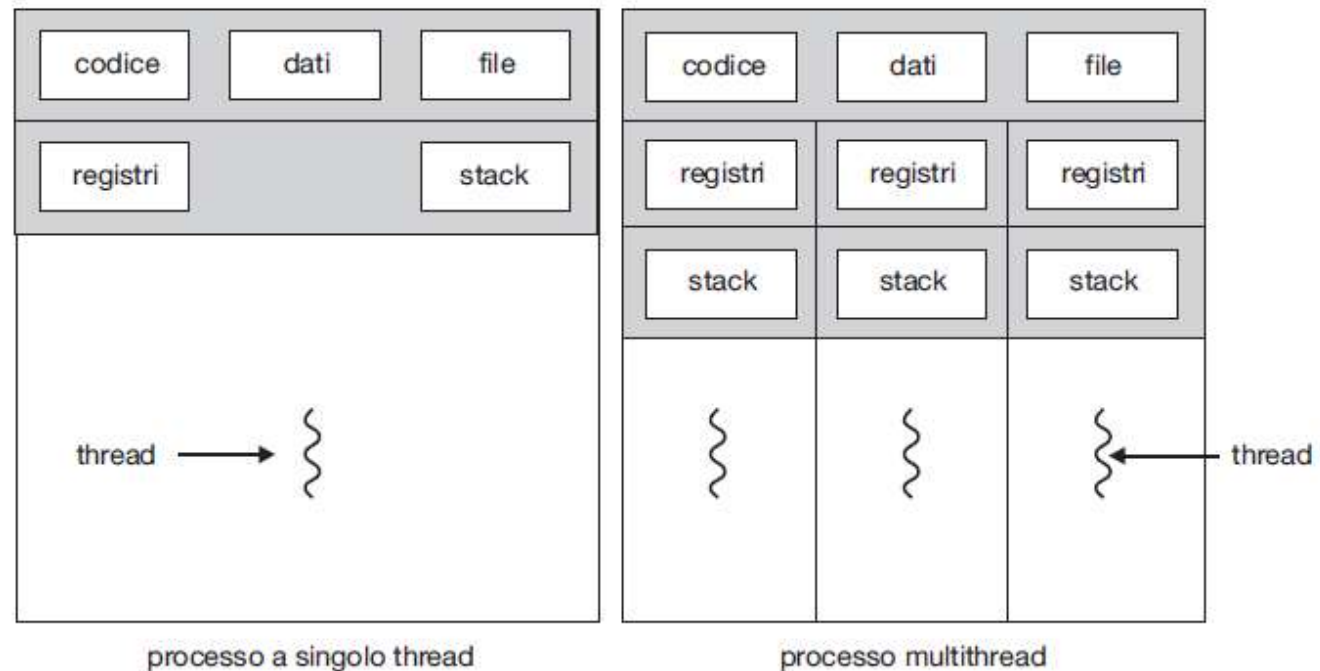 codice dati file
registri stack
thread
processo a singolo thread
codice dati file
registri registri registri
stack stack stack
thread
processo multithread